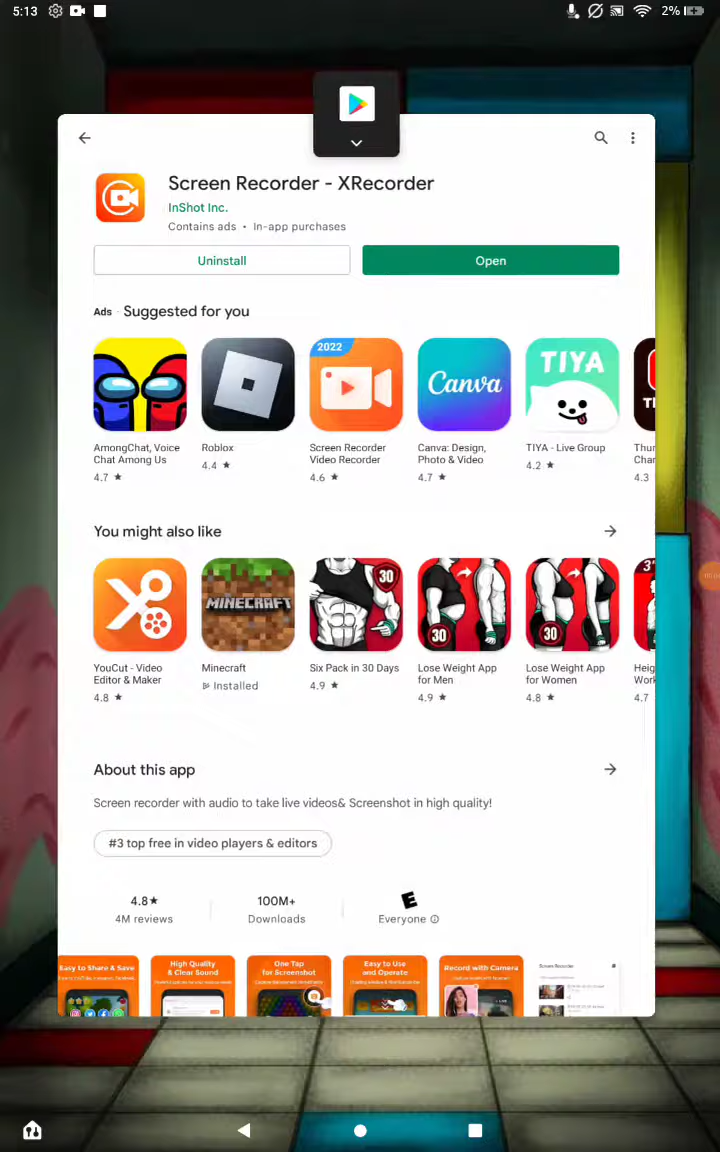 5:13
2%
Screen Recorder - XRecorder
InShot Inc.
Contains ads • In-app purchases
Uninstall
Open
Ads · Suggested for you
2022
Canva
TIYA
AmongChat, Voice Chat Among Us
4.7 ★
Roblox
4.4 ★
Screen Recorder Video Recorder
4.6 ★
Canva: Design, Photo & Video
4.7 ★
TIYA - Live Group
4.2 ★
4.3
You might also like
MINECRAFT
30
30
30
YouCut - Video Editor & Maker
4.8 ★
Minecraft
Installed
Six Pack in 30 Days
4.9 ★
Lose Weight App for Men
4.9 ★
Lose Weight App for Women
4.8 ★
4.7
About this app
Screen recorder with audio to take live videos& Screenshot in high quality!
#3 top free in video players & editors
4.8★
4M reviews
100M+
Downloads
E
Everyone
Easy to Share & Save
High Quality & Clear Sound
One Tap for Screenshot
Easy to Use and Operate
Record with Camera
Screen Recorder